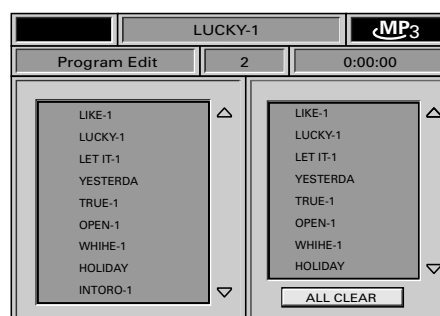 LUCKY-1 MP3
Program Edit 2 0:00:00
LIKE-1
LUCKY-1
LET IT-1
YESTERDA
TRUE-1
OPEN-1
WHIHE-1
HOLIDAY
INTORO-1
LIKE-1
LUCKY-1
LET IT-1
YESTERDA
TRUE-1
OPEN-1
WHIHE-1
HOLIDAY
ALL CLEAR